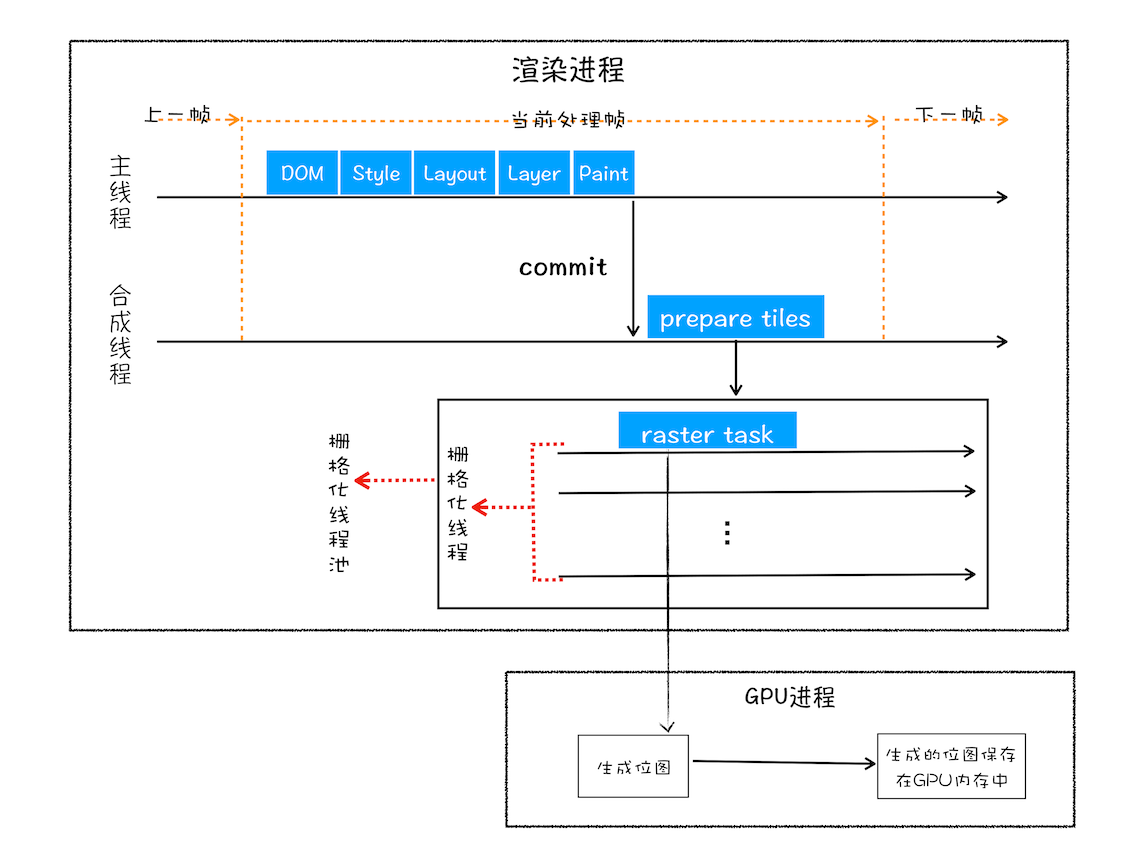 渲染进程
上一帧
当前处理帧
下一帧
主线程
DOM
Style
Layout
Layer
Paint
commit
合成线程
prepare tiles
栅格化线程池
栅格化线程
raster task
GPU进程
生成位图
生成的位图保存
在GPU内存中